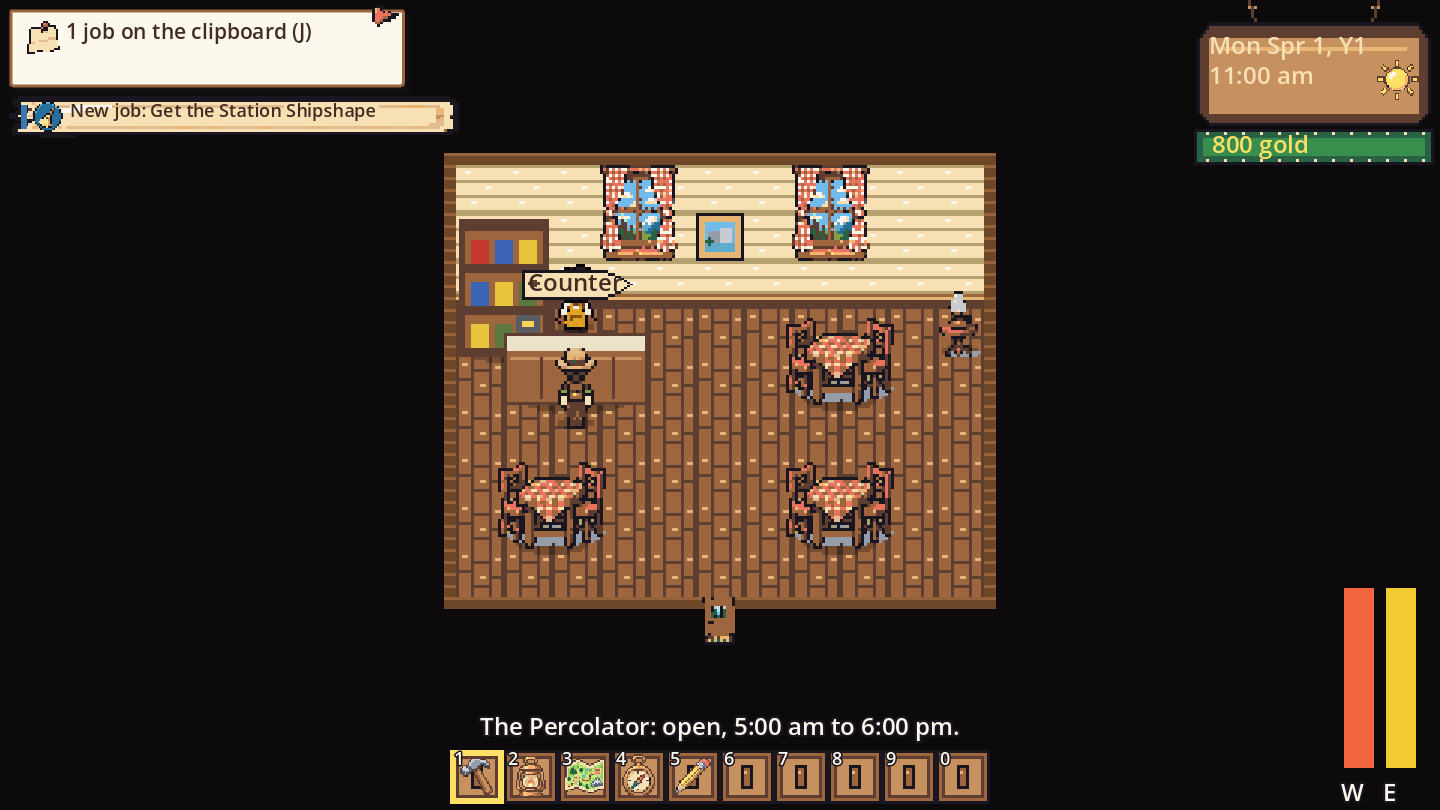 1 job on the clipboard (J)
New job: Get the Station Shipshape
Mon Spr 1, Y1
11:00 am
800 gold
Counte
The Percolator: open, 5:00 am to 6:00 pm.
1 2 3 4 5 6 7 8 9 0
W E